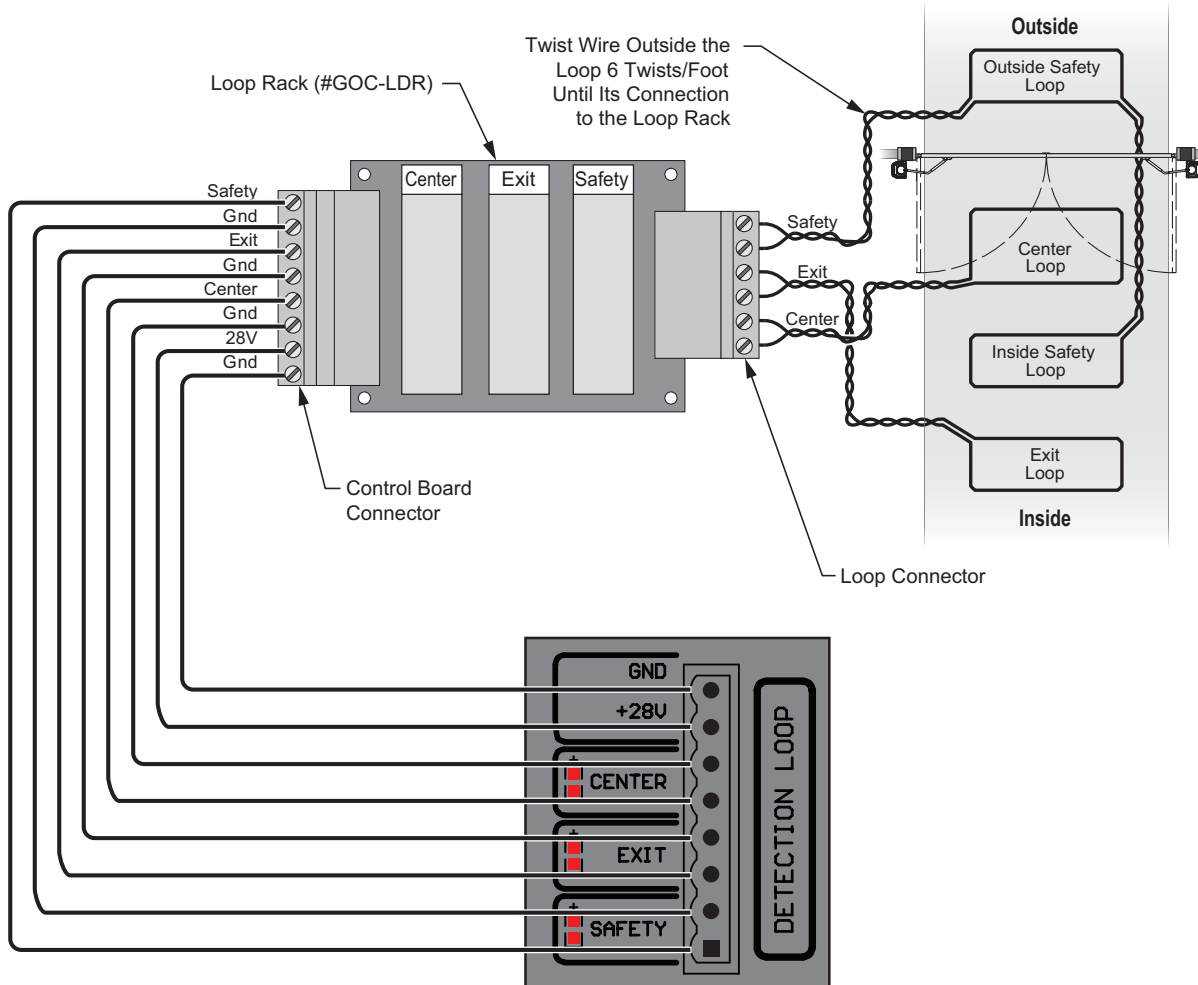 Outside
Twist Wire Outside the
Loop 6 Twists/Foot
Until Its Connection
to the Loop Rack
Outside Safety
Loop
Loop Rack (#GOC-LDR)
Center
Exit
Safety
Safety
Gnd
Exit
Gnd
Center
Gnd
28V
Gnd
Safety
Exit
Center
Center
Loop
Inside Safety
Loop
Exit
Loop
Inside
Control Board
Connector
Loop Connector
GND
+28V
+
CENTER
+
EXIT
+
SAFETY
DETECTION LOOP